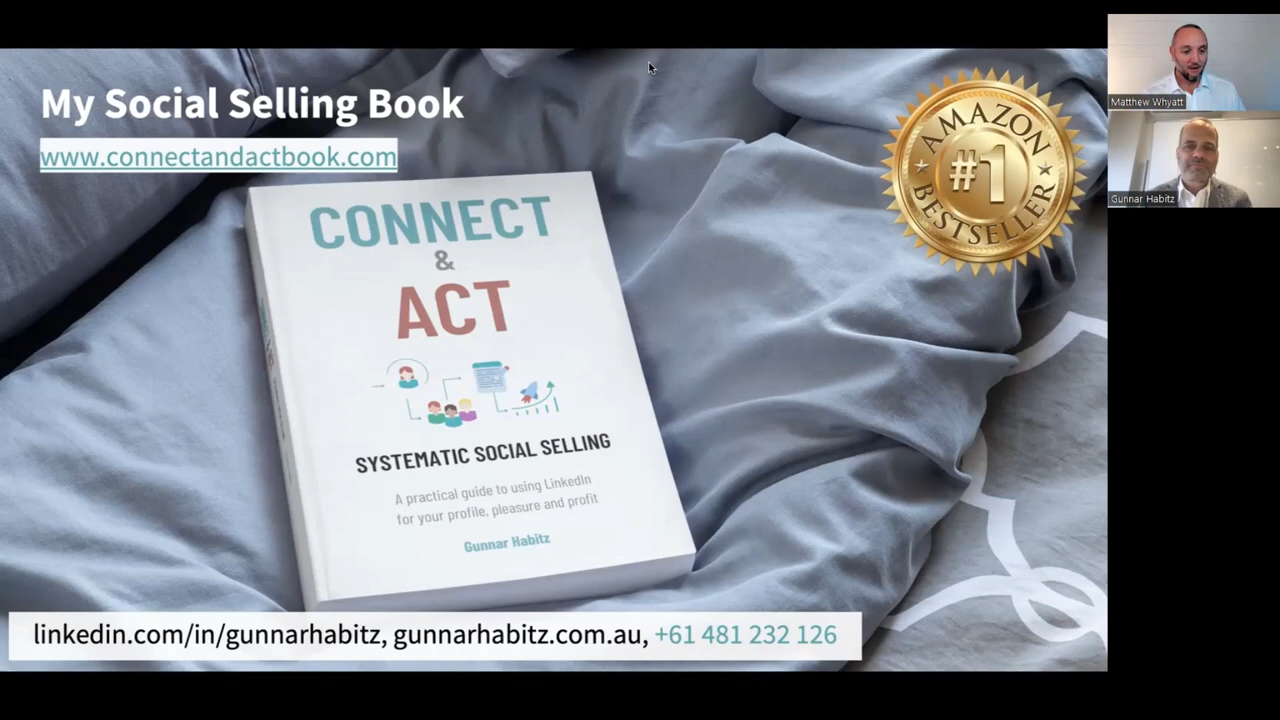 My Social Selling Book
www.connectandactbook.com
AMAZON
#1
BESTSELLER
CONNECT
&
ACT
SYSTEMATIC SOCIAL SELLING
A practical guide to using LinkedIn
for your profile, pleasure and profit
Gunnar Habitz
linkedin.com/in/gunnarhabitz, gunnarhabitz.com.au, +61 481 232 126
Matthew Whyatt
Gunnar Habitz